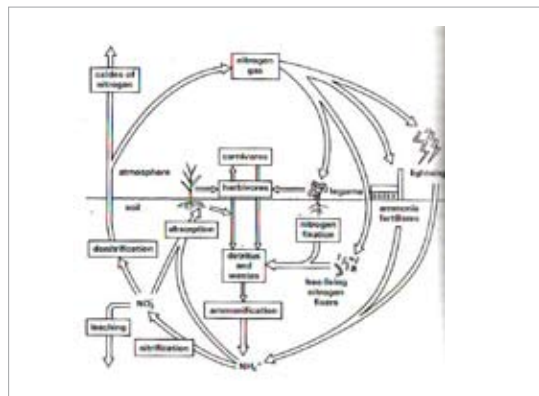 nitrogen
gas
oxides of
nitrogen
carnivores
lightning
atmosphere
herbivores
legume
soil
ammonia
fertilizers
absorption
nitrogen
fixation
denitrification
detritus
and
wastes
free-living
nitrogen
fixers
NO₃
ammonification
leaching
nitrification
NH₄⁺